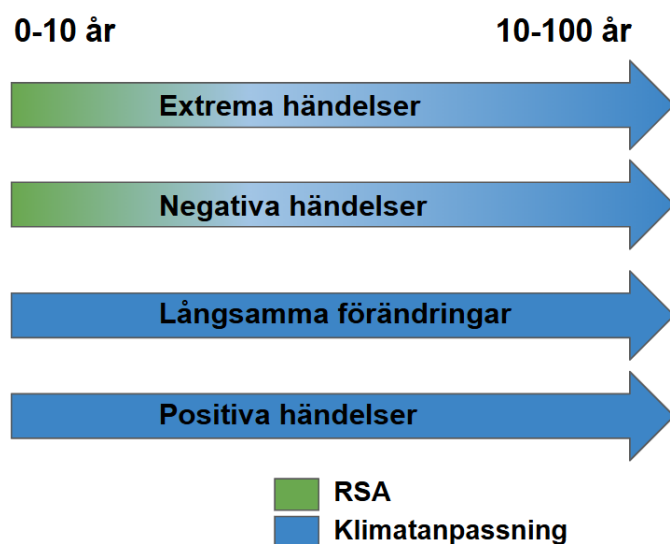 0-10 år 10-100 år
Extrema händelser
Negativa händelser
Långsamma förändringar
Positiva händelser
RSA
Klimatanpassning